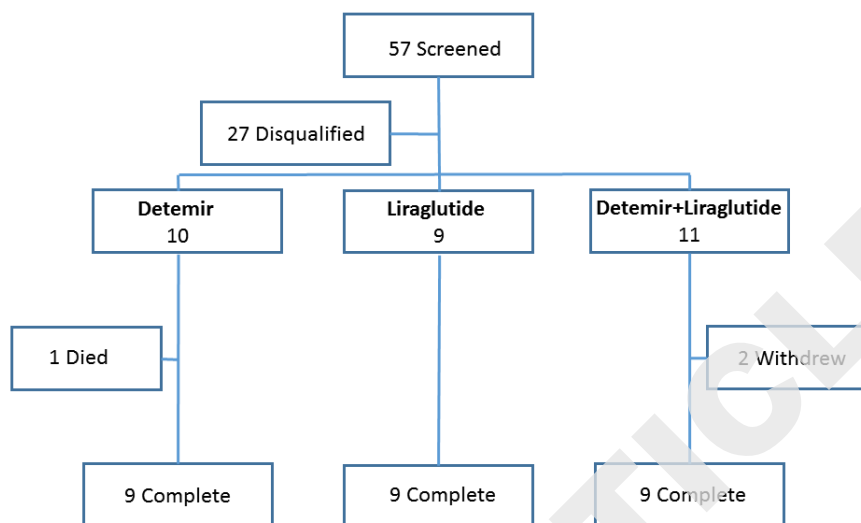 57 Screened
27 Disqualified
Detemir
10
Liraglutide
9
Detemir+Liraglutide
11
1 Died
2 Withdrew
9 Complete
9 Complete
9 Complete
TICL